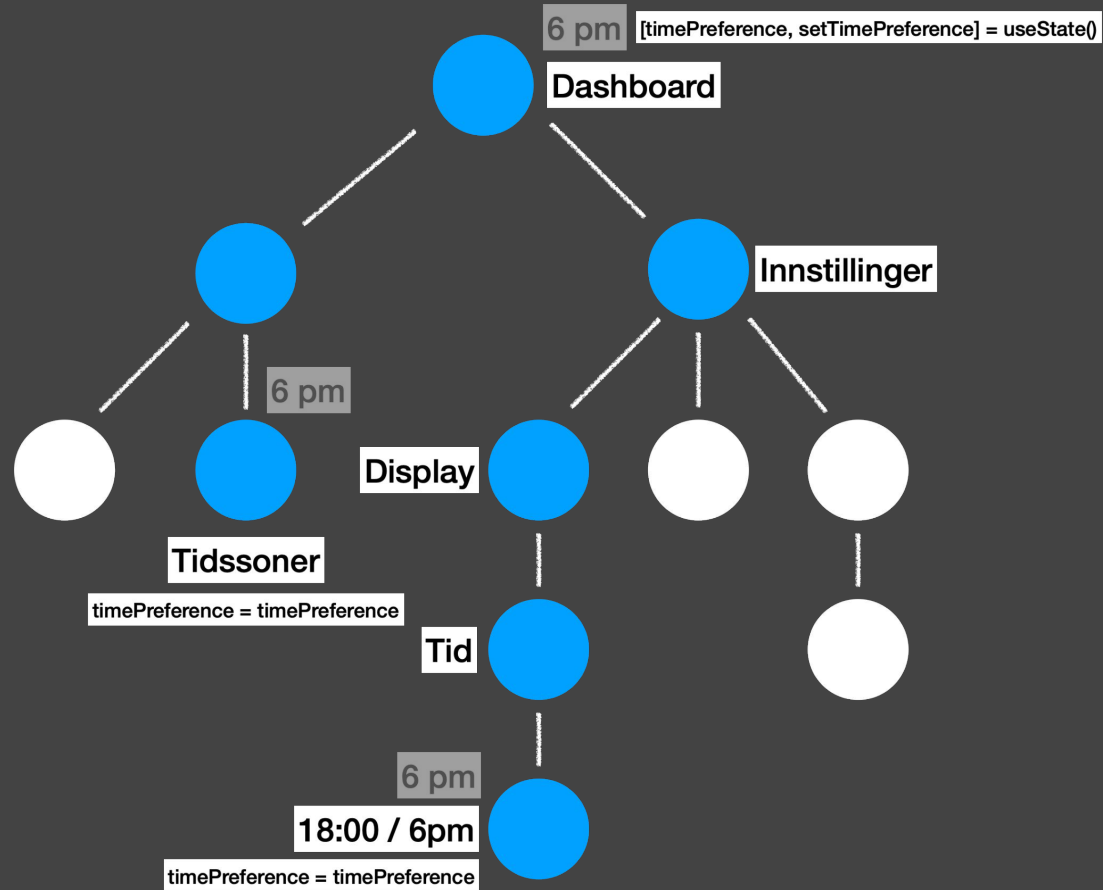 6 pm
[timePreference, setTimePreference] = useState()
Dashboard
Innstillinger
6 pm
Display
Tidssoner
timePreference = timePreference
Tid
6 pm
18:00 / 6pm
timePreference = timePreference